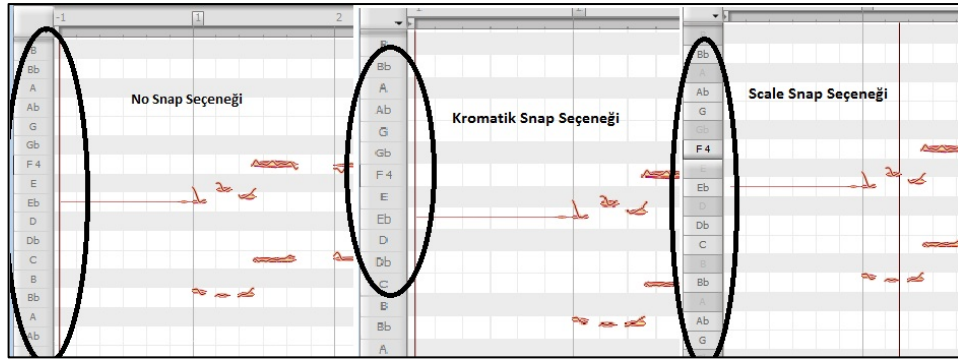 -1 1 2
No Snap Seçeneği
B
Bb
A
Ab
G
Gb
F 4
E
Eb
D
Db
C
B
Bb
A
Ab
Kromatik Snap Seçeneği
B
Bb
A
Ab
G
Gb
F 4
E
Eb
D
Db
C
B
Bb
A
Scale Snap Seçeneği
Bb
A
Ab
G
Gb
F 4
E
Eb
D
Db
C
B
Bb
A
Ab
G